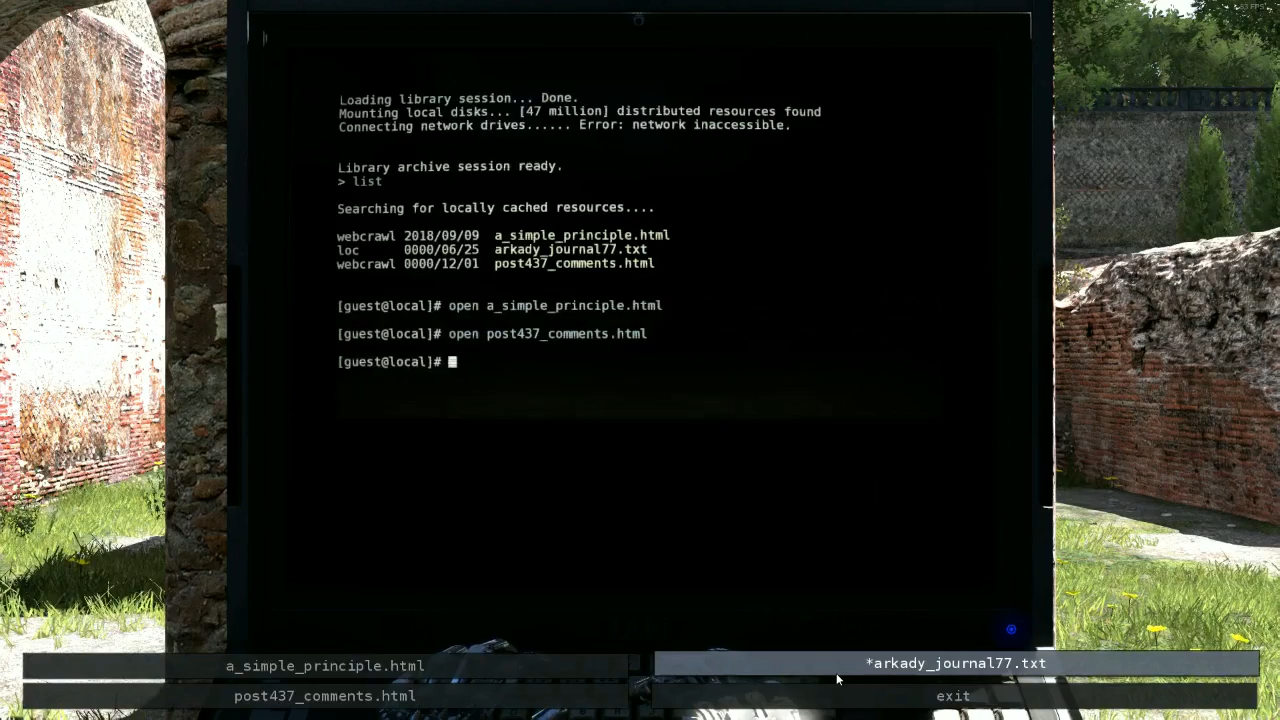 83 FPS
Loading library session... Done.
Mounting local disks... [47 million] distributed resources found
Connecting network drives...... Error: network inaccessible.
Library archive session ready.
> list
Searching for locally cached resources....
webcrawl 2018/09/09  a_simple_principle.html
loc      0000/06/25  arkady_journal77.txt
webcrawl 0000/12/01  post437_comments.html
[guest@local]# open a_simple_principle.html
[guest@local]# open post437_comments.html
[guest@local]#
a_simple_principle.html
*arkady_journal77.txt
post437_comments.html
exit